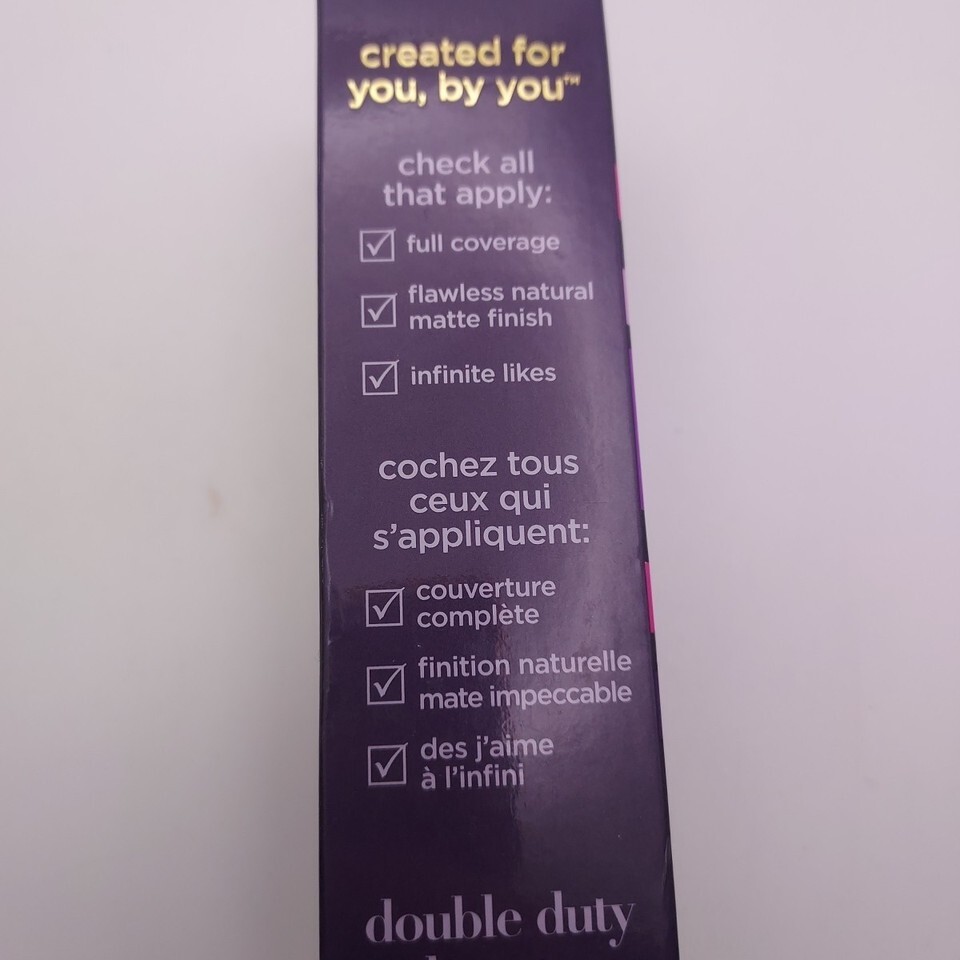 created for
you, by you™
check all
that apply:
full coverage
flawless natural
matte finish
infinite likes
cochez tous
ceux qui
s'appliquent:
couverture
complète
finition naturelle
mate impeccable
des j'aime
à l'infini
double duty